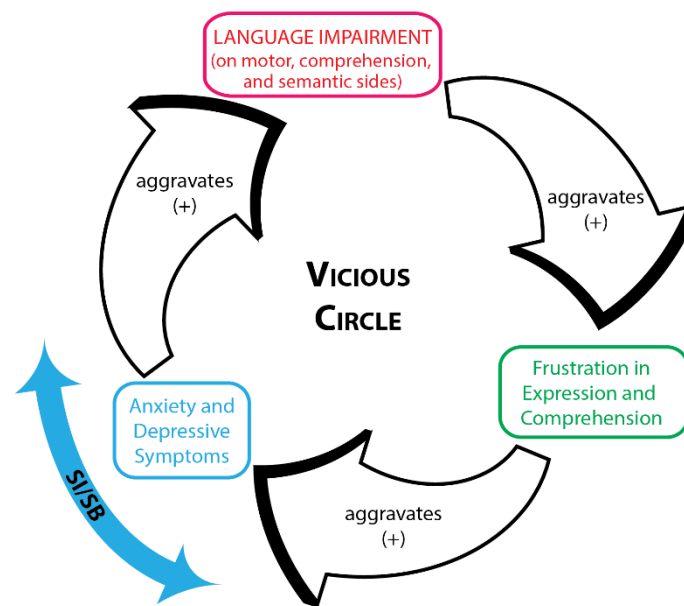 LANGUAGE IMPAIRMENT
(on motor, comprehension,
and semantic sides)
aggravates
(+)
aggravates
(+)
VICIOUS
CIRCLE
Frustration in
Expression and
Comprehension
Anxiety and
Depressive
Symptoms
SI/SB
aggravates
(+)